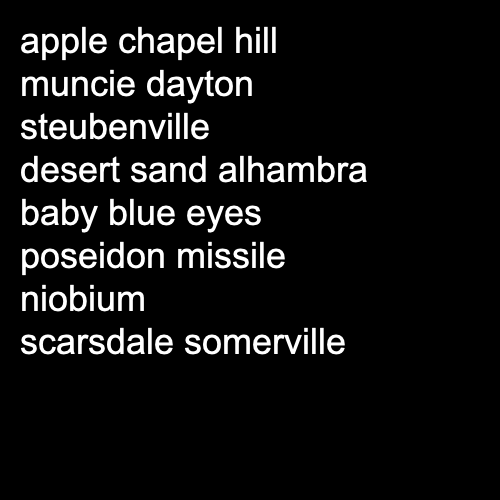 apple chapel hill
muncie dayton
steubenville
desert sand alhambra
baby blue eyes
poseidon missile
niobium
scarsdale somerville